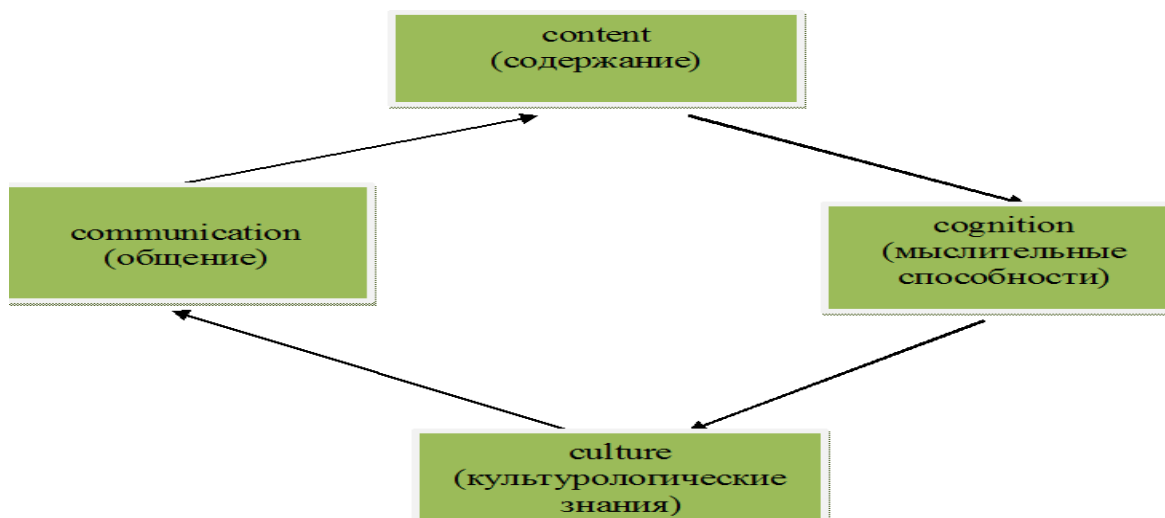 content
(содержание)
communication
(общение)
cognition
(мыслительные
способности)
culture
(культурологические
знания)